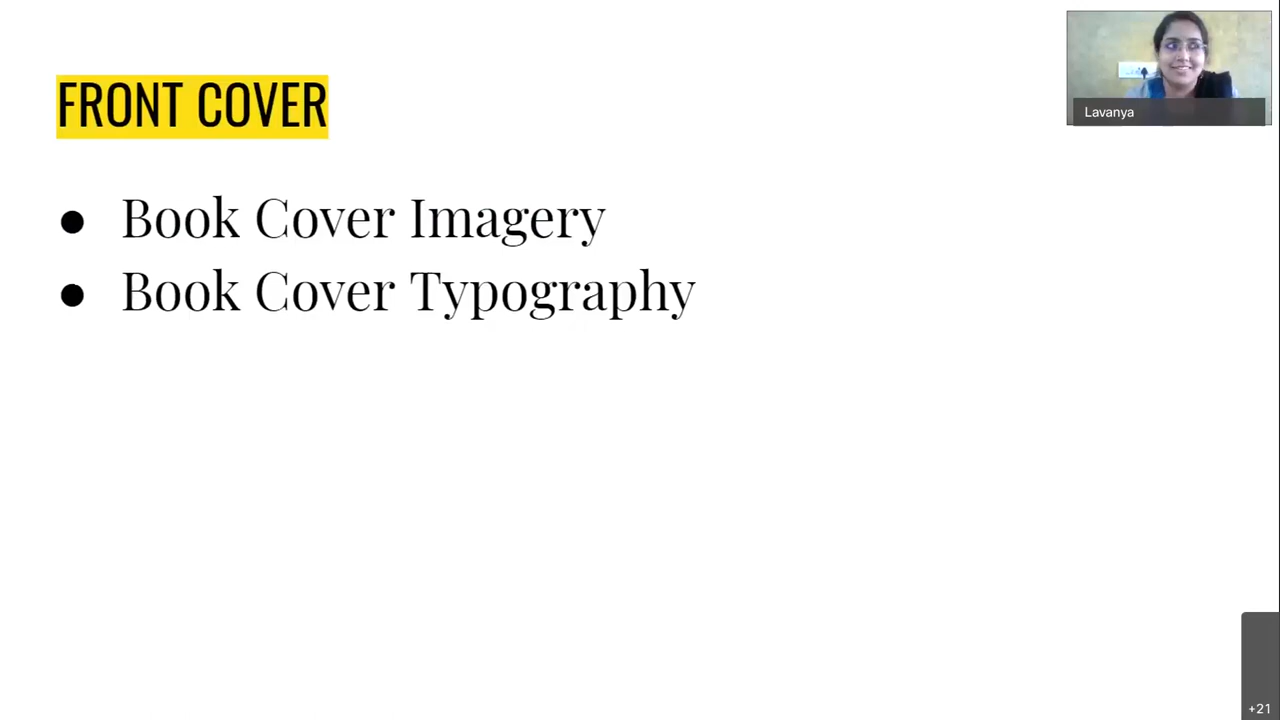 FRONT COVER
● Book Cover Imagery
● Book Cover Typography
Lavanya
+21